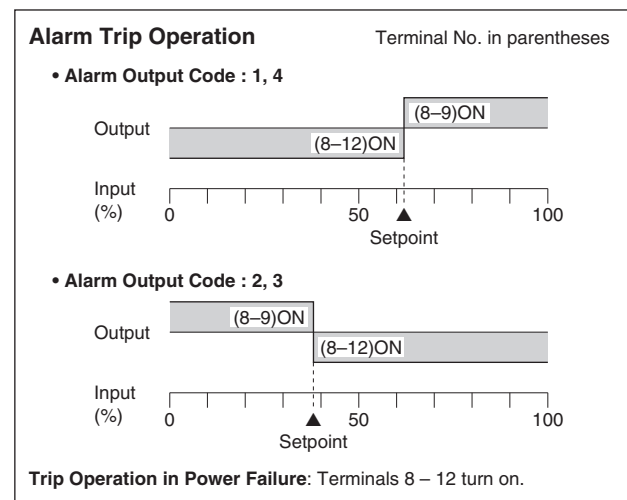 Alarm Trip Operation Terminal No. in parentheses
• Alarm Output Code : 1, 4
(8–9)ON
Output
(8–12)ON
Input
(%)
0 50 100
Setpoint
• Alarm Output Code : 2, 3
(8–9)ON
Output
(8–12)ON
Input
(%)
0 50 100
Setpoint
Trip Operation in Power Failure: Terminals 8 – 12 turn on.